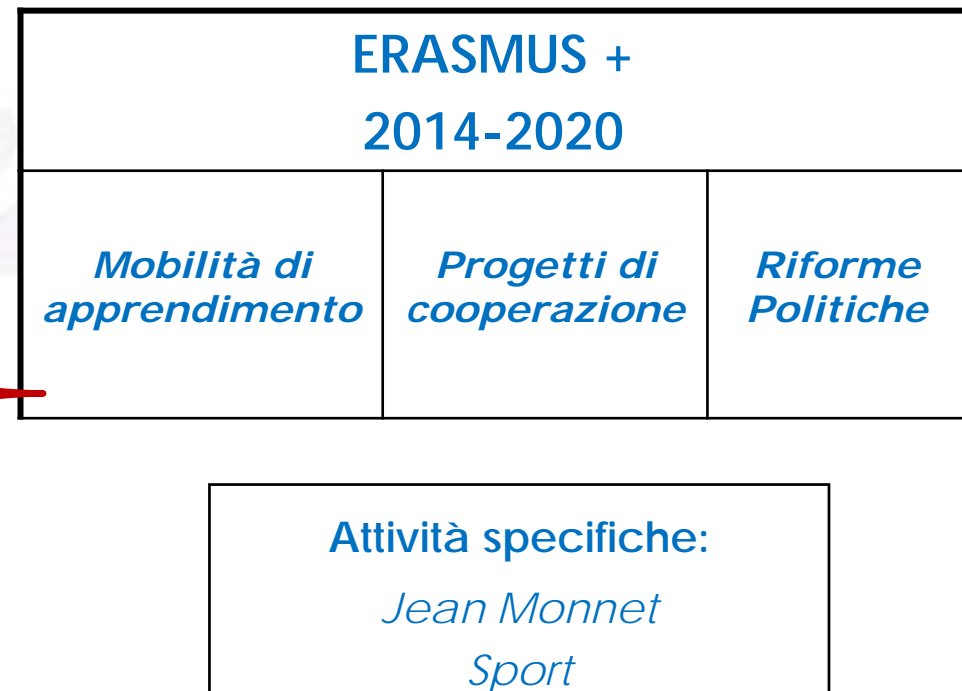 ERASMUS +
2014-2020
Mobilità di
apprendimento
Progetti di
cooperazione
Riforme
Politiche
Attività specifiche:
Jean Monnet
Sport